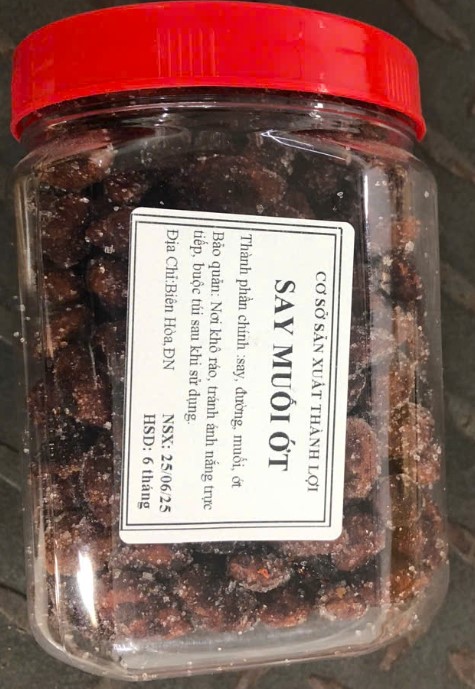 CƠ SỞ SẢN XUẤT THÀNH LỢI
SAY MUỐI ỚT
Thành phần chính :say, đường, muối, ớt
Bảo quản: Nơi khô ráo, tránh ánh nắng trực
tiếp, buộc túi sau khi sử dụng.
Địa Chỉ:Biên Hòa,ĐN NSX: 25/06/25
HSD: 6 tháng